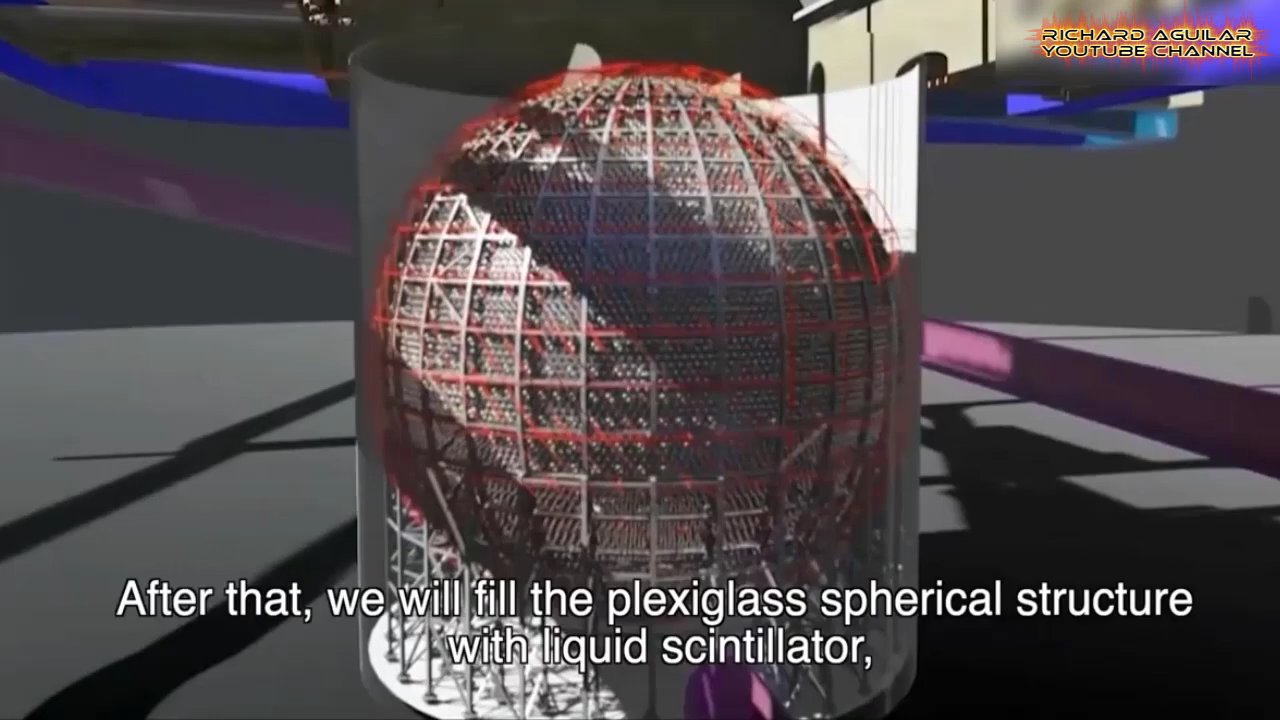 RICHARD AGUILAR
YOUTUBE CHANNEL
After that, we will fill the plexiglass spherical structure
with liquid scintillator,